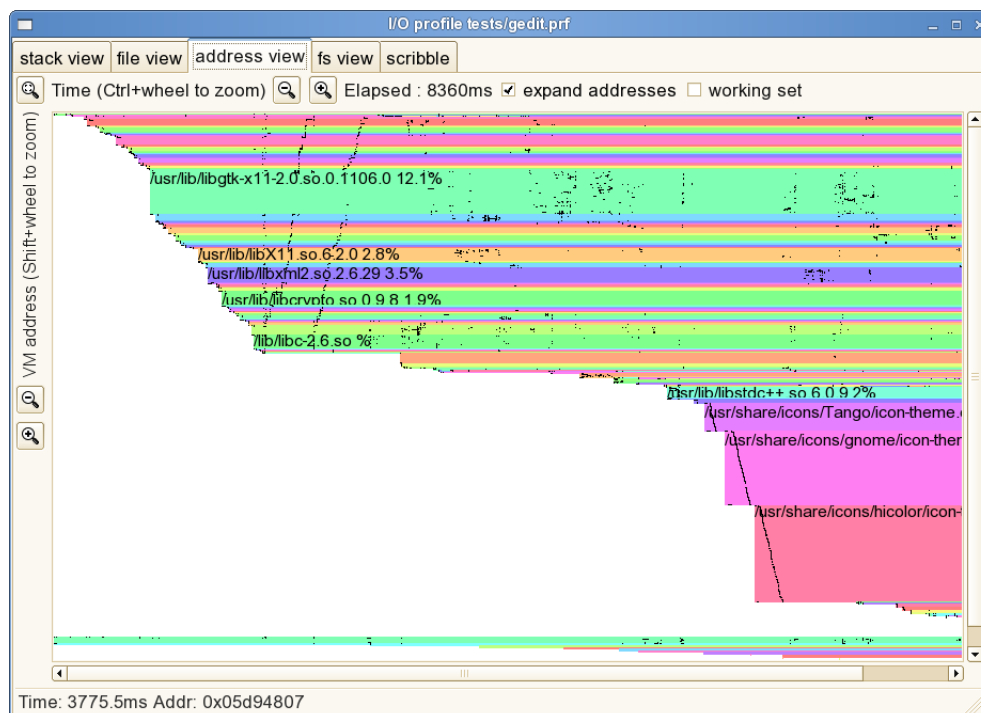 I/O profile tests/gedit.prf
stack view file view address view fs view scribble
Time (Ctrl+wheel to zoom) Elapsed : 8360ms expand addresses working set
VM address (Shift+wheel to zoom)
/usr/lib/libgtk-x11-2.0.so.0.1106.0 12.1%
/usr/lib/libX11.so.6-2.0 2.8%
/usr/lib/libxml2.so.2.6.29 3.5%
/usr/lib/libcrypto.so.0.9.8 1.9%
/lib/libc-2.6.so %
/usr/lib/libstdc++.so.6.0.9 2%
/usr/share/icons/Tango/icon-theme.
/usr/share/icons/gnome/icon-ther
/usr/share/icons/hicolor/icon-
Time: 3775.5ms Addr: 0x05d94807